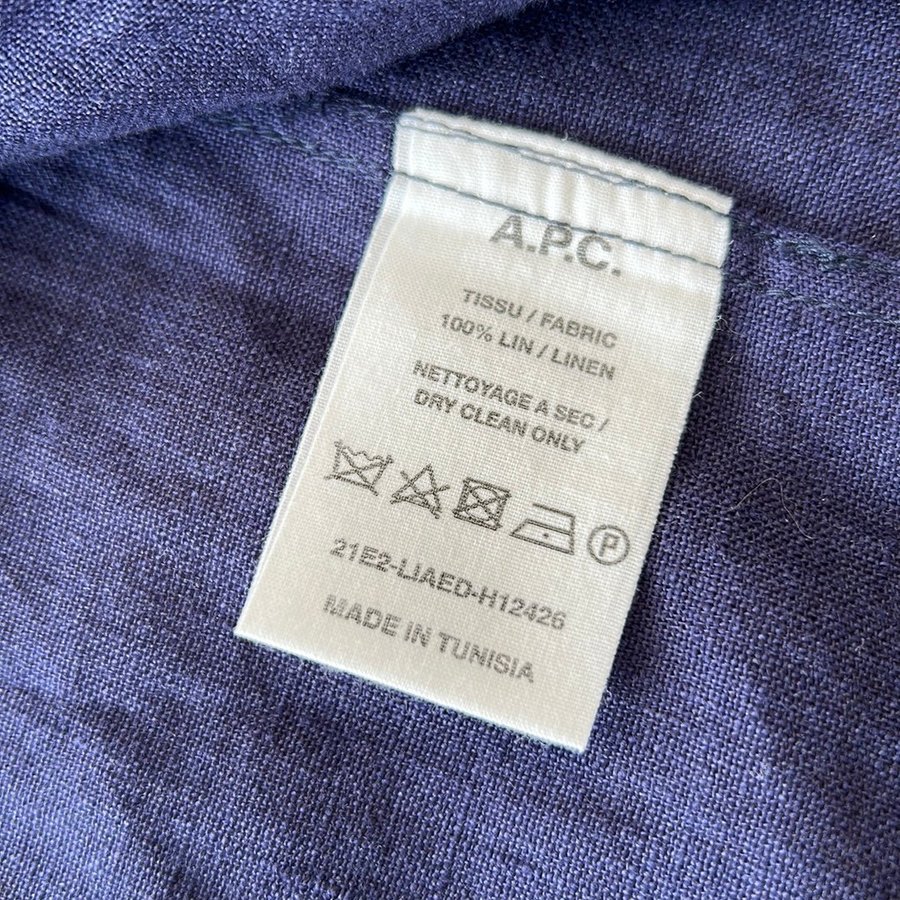 A.P.C.
TISSU / FABRIC
100% LIN / LINEN
NETTOYAGE A SEC /
DRY CLEAN ONLY
P
21E2-LIAED-H12426
MADE IN TUNISIA